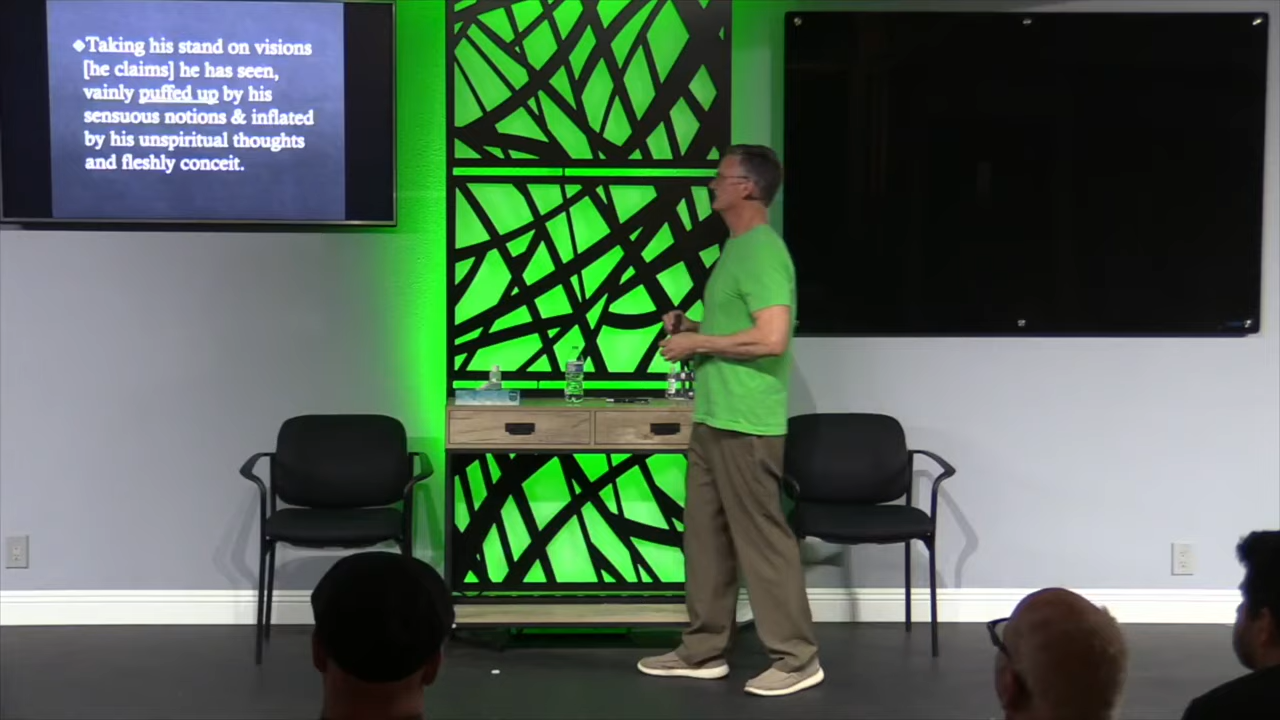 ❖Taking his stand on visions
[he claims] he has seen,
vainly puffed up by his
sensuous notions & inflated
by his unspiritual thoughts
and fleshly conceit.